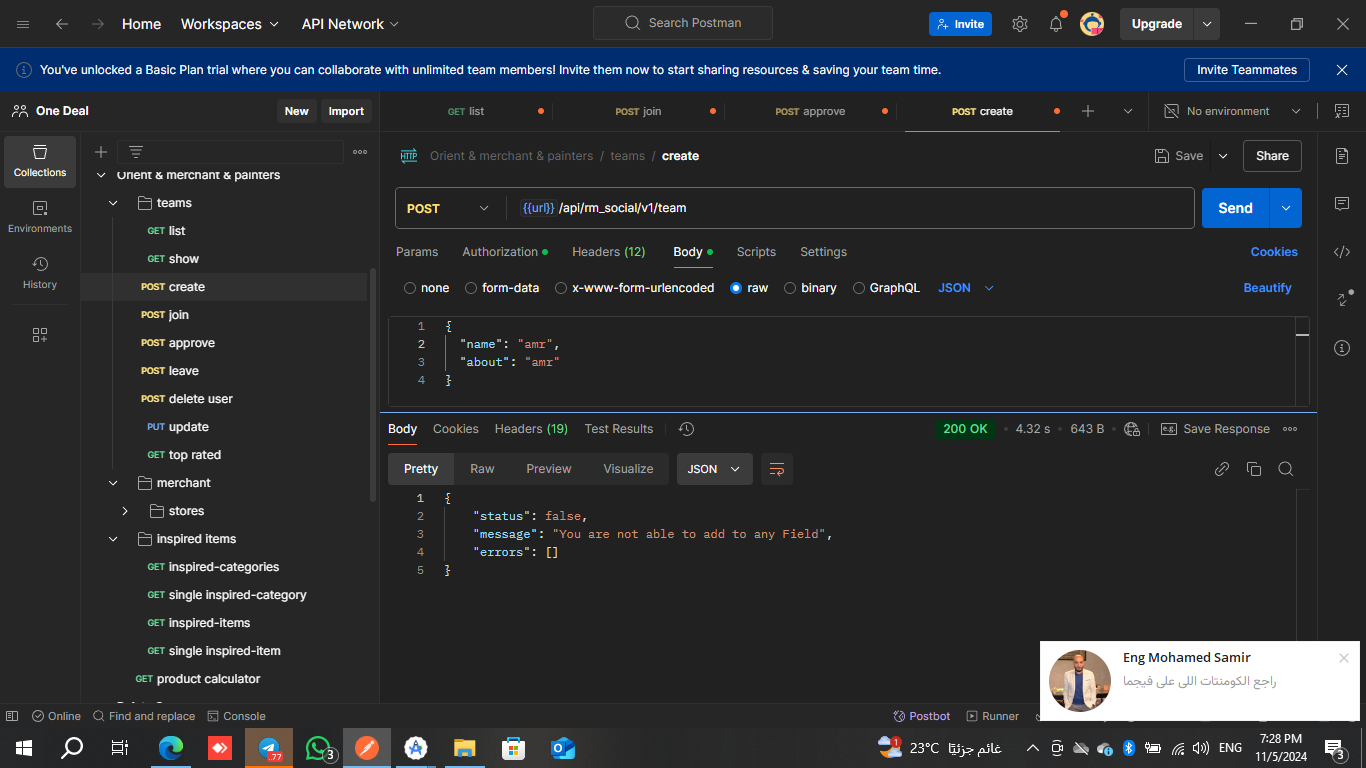 Home
Workspaces
API Network
Search Postman
Invite
Upgrade
You've unlocked a Basic Plan trial where you can collaborate with unlimited team members! Invite them now to start sharing resources & saving your team time.
Invite Teammates
One Deal
New
Import
GET list
POST join
POST approve
POST create
No environment
Collections
Environments
History
Orient & merchant & painters
teams
GET list
GET show
POST create
POST join
POST approve
POST leave
POST delete user
PUT update
GET top rated
merchant
stores
inspired items
GET inspired-categories
GET single inspired-category
GET inspired-items
GET single inspired-item
GET product calculator
HTTP Orient & merchant & painters / teams / create
Save
Share
POST
{{url}} /api/rm_social/v1/team
Send
Params
Authorization
Headers (12)
Body
Scripts
Settings
Cookies
none
form-data
x-www-form-urlencoded
raw
binary
GraphQL
JSON
Beautify
1 {
2 "name": "amr",
3 "about": "amr"
4 }
Body
Cookies
Headers (19)
Test Results
200 OK
4.32 s
643 B
e.g. Save Response
Pretty
Raw
Preview
Visualize
JSON
1 {
2 "status": false,
3 "message": "You are not able to add to any Field",
4 "errors": []
5 }
Eng Mohamed Samir
راجع الكومنتات اللى على فيجما
Online
Find and replace
Console
Postbot
Runner
..77
3
1
23°C
غائم جزئيًا
ENG
7:28 PM
11/5/2024
3